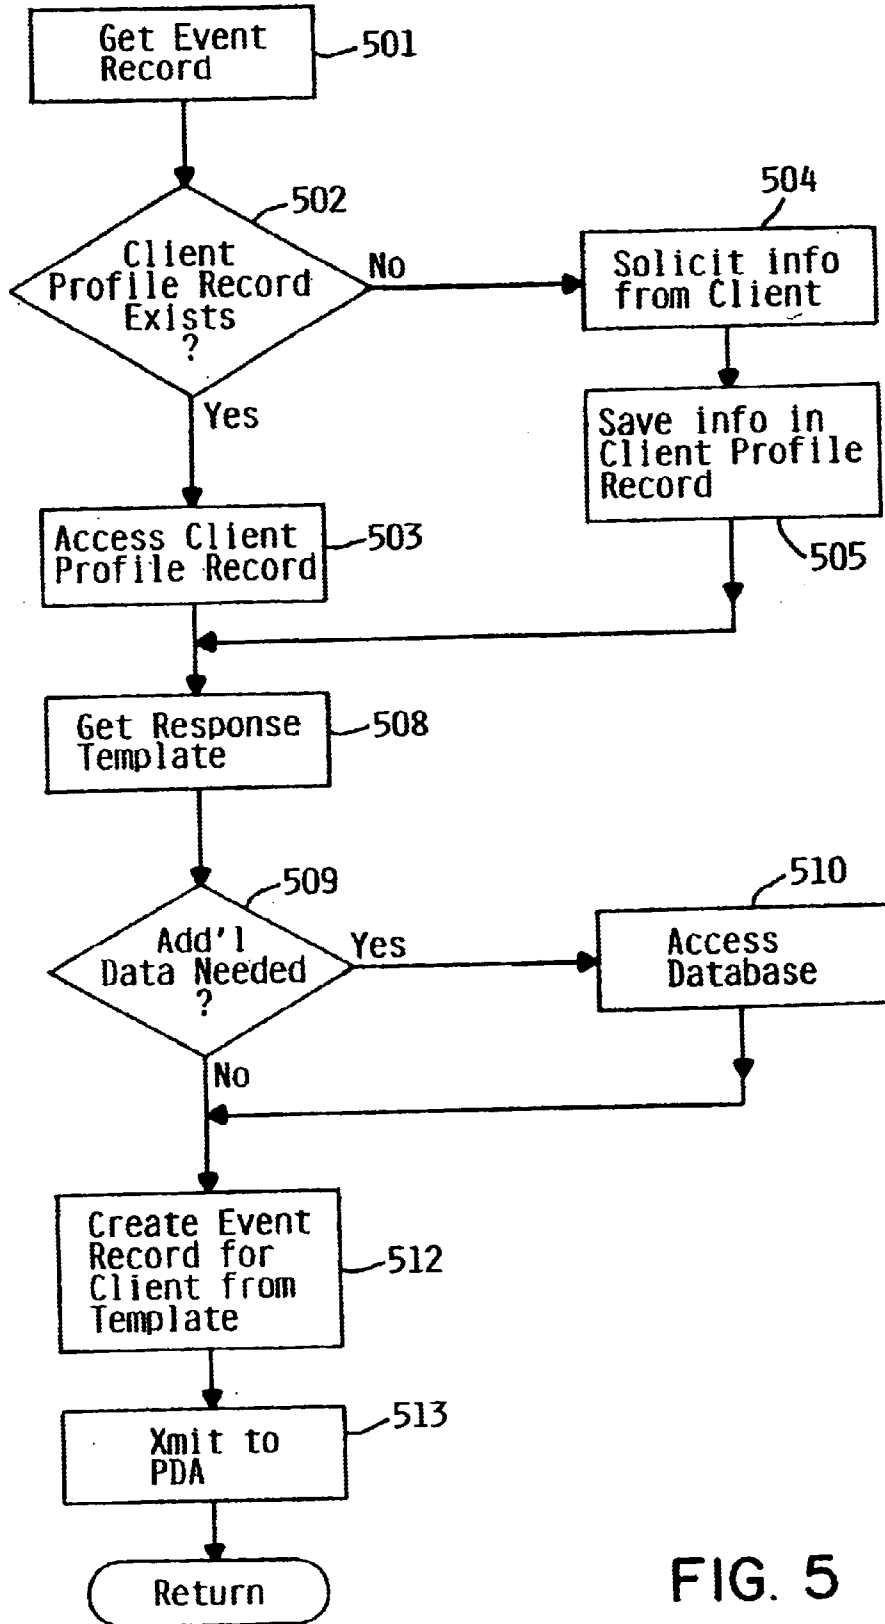 Get Event
Record
501
502
Client
Profile Record
Exists
?
No
Yes
504
Solicit info
from Client
Save info in
Client Profile
Record
505
Access Client
Profile Record
503
Get Response
Template
508
509
Add'l
Data Needed
?
Yes
No
510
Access
Database
Create Event
Record for
Client from
Template
512
Xmit to
PDA
513
Return
FIG. 5